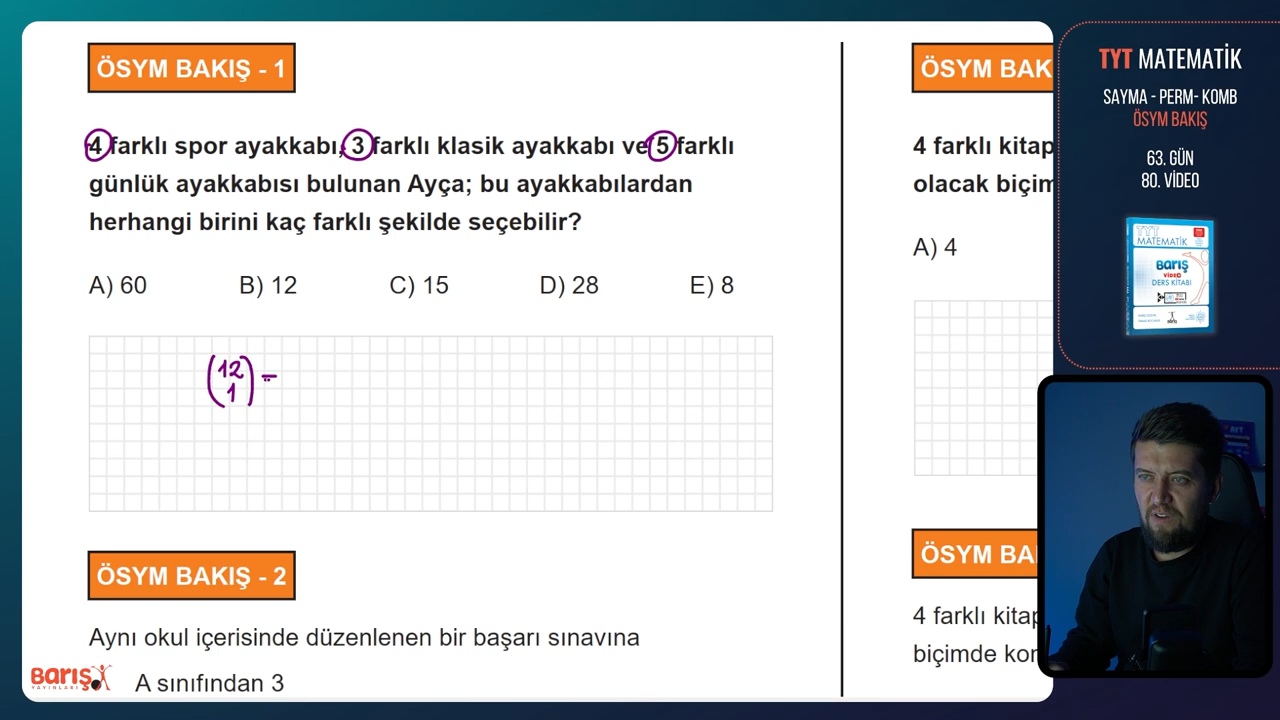 ÖSYM BAKIŞ - 1
4 farklı spor ayakkabı, 3 farklı klasik ayakkabı ve 5 farklı
günlük ayakkabısı bulunan Ayça; bu ayakkabılardan
herhangi birini kaç farklı şekilde seçebilir?
A) 60 B) 12 C) 15 D) 28 E) 8
(12
1) =
ÖSYM BAKIŞ - 2
Aynı okul içerisinde düzenlenen bir başarı sınavına
A sınıfından 3
BARIŞ
YAYINLARI
ÖSYM BAK
4 farklı kitap
olacak biçim
A) 4
ÖSYM BA
4 farklı kitap
biçimde kor
TYT MATEMATİK
SAYMA - PERM- KOMB
ÖSYM BAKIŞ
63. GÜN
80. VİDEO
TYT
MATEMATİK
BARIŞ
VİDEO
DERS KİTABI